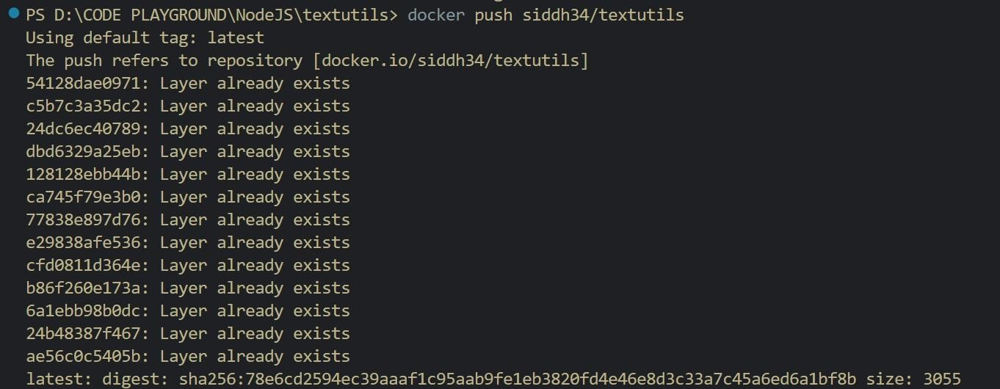 PS D:\CODE PLAYGROUND\NodeJS\textutils> docker push siddh34/textutils
Using default tag: latest
The push refers to repository [docker.io/siddh34/textutils]
54128dae0971: Layer already exists
c5b7c3a35dc2: Layer already exists
24dc6ec40789: Layer already exists
dbd6329a25eb: Layer already exists
128128ebb44b: Layer already exists
ca745f79e3b0: Layer already exists
77838e897d76: Layer already exists
e29838afe536: Layer already exists
cfd0811d364e: Layer already exists
b86f260e173a: Layer already exists
6a1ebb98b0dc: Layer already exists
24b48387f467: Layer already exists
ae56c0c5405b: Layer already exists
latest: digest: sha256:78e6cd2594ec39aaaf1c95aab9fe1eb3820fd4e46e8d3c33a7c45a6ed6a1bf8b size: 3055